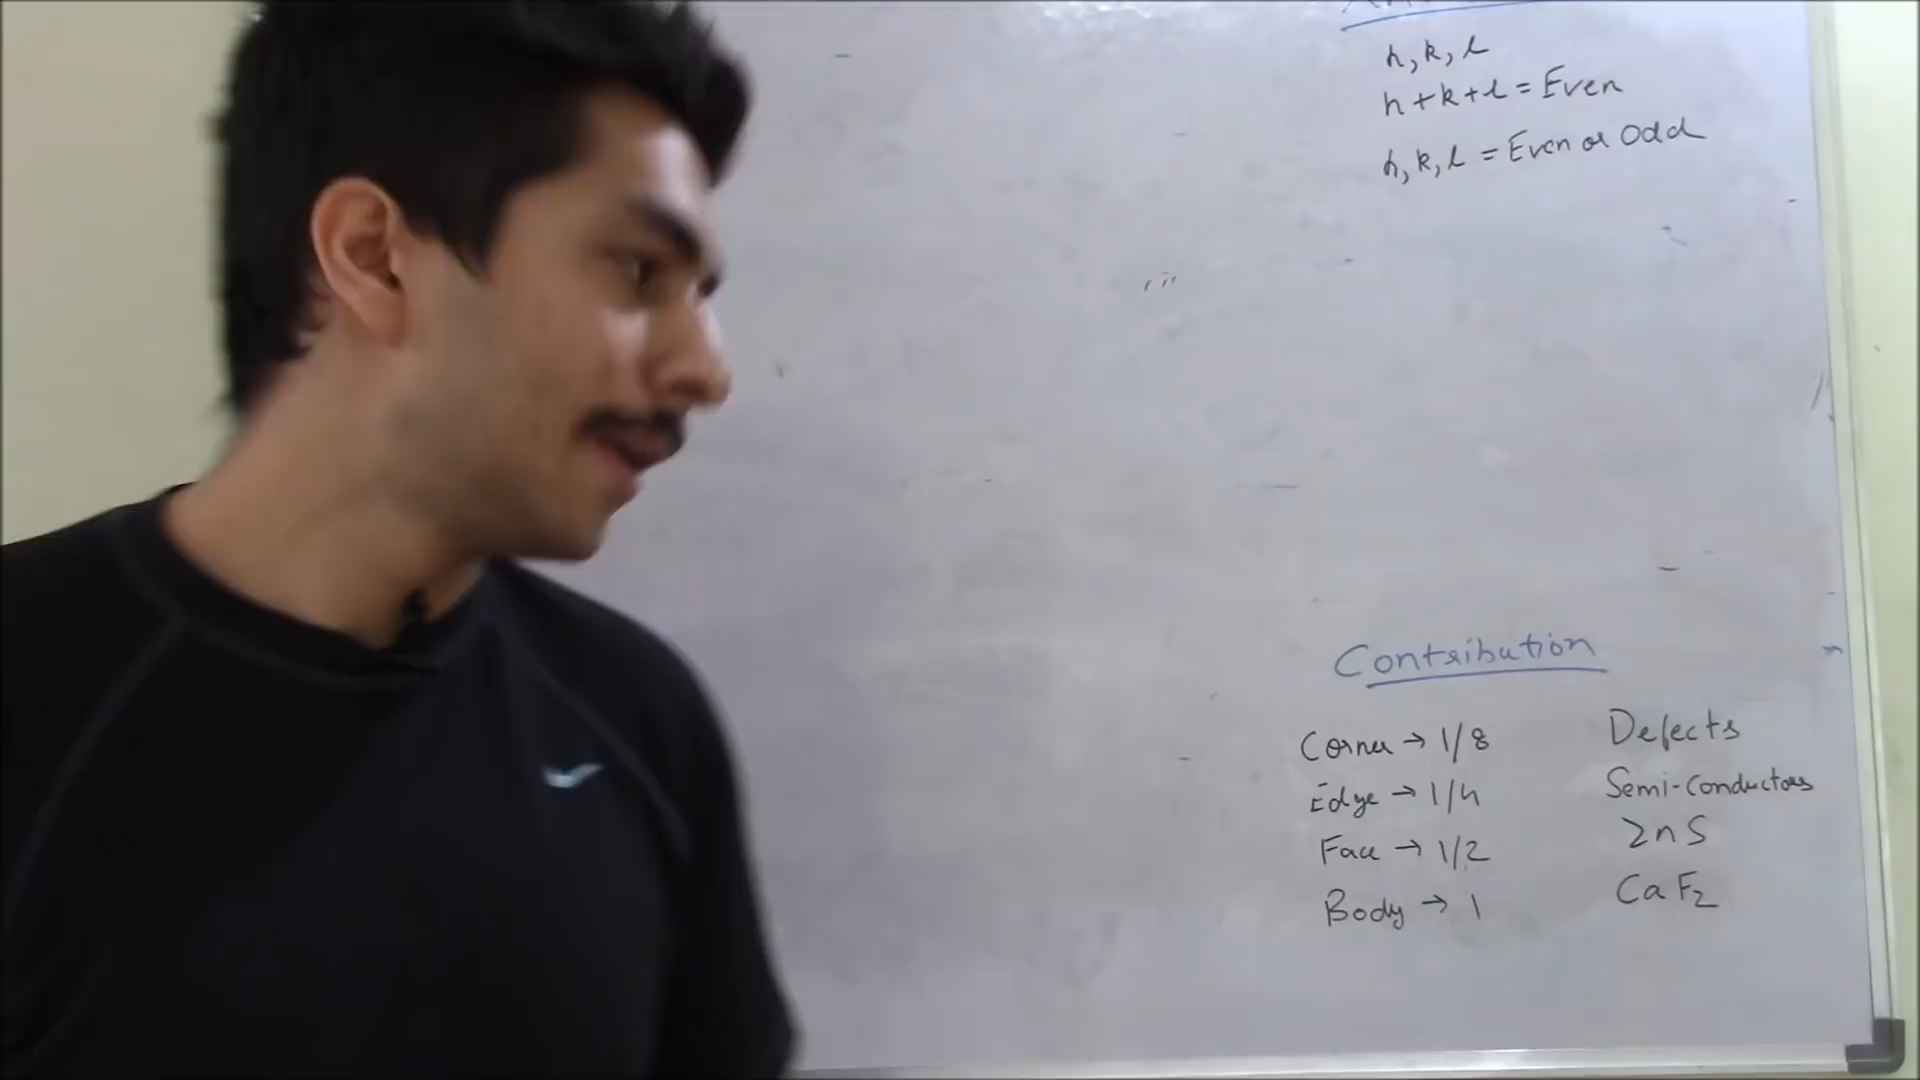 h, k, l
h + k + l = Even
h, k, l = Even or Odd
Contribution
Corner → 1/8
Edge → 1/4
Face → 1/2
Body → 1
Defects
Semi-Conductors
ZnS
CaF2